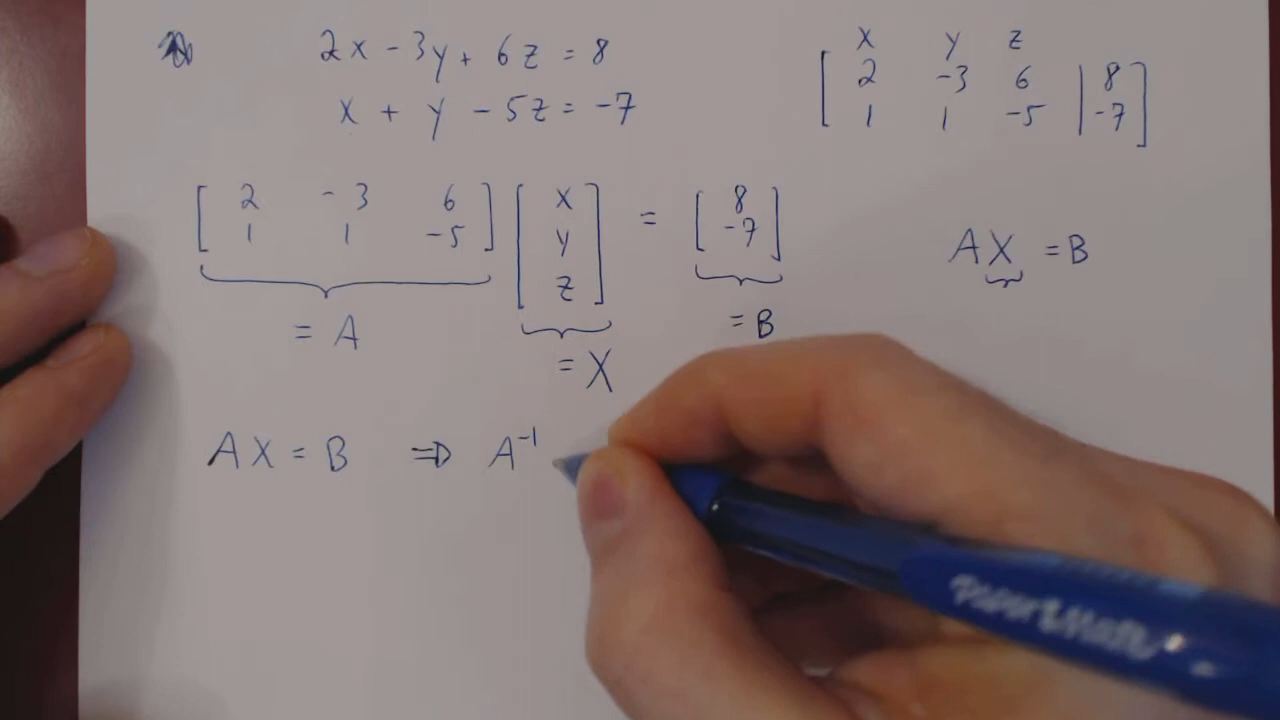 2x - 3y + 6z = 8
x + y - 5z = -7
x y z
[ 2 -3 6 | 8 ]
[ 1 1 -5 | -7 ]
[ 2 -3 6 ] [ x ] = [ 8 ]
[ 1 1 -5 ] [ y ] [ -7 ]
[ z ]
AX = B
= A
= X
= B
AX = B ⇒ A⁻¹
PaperMate